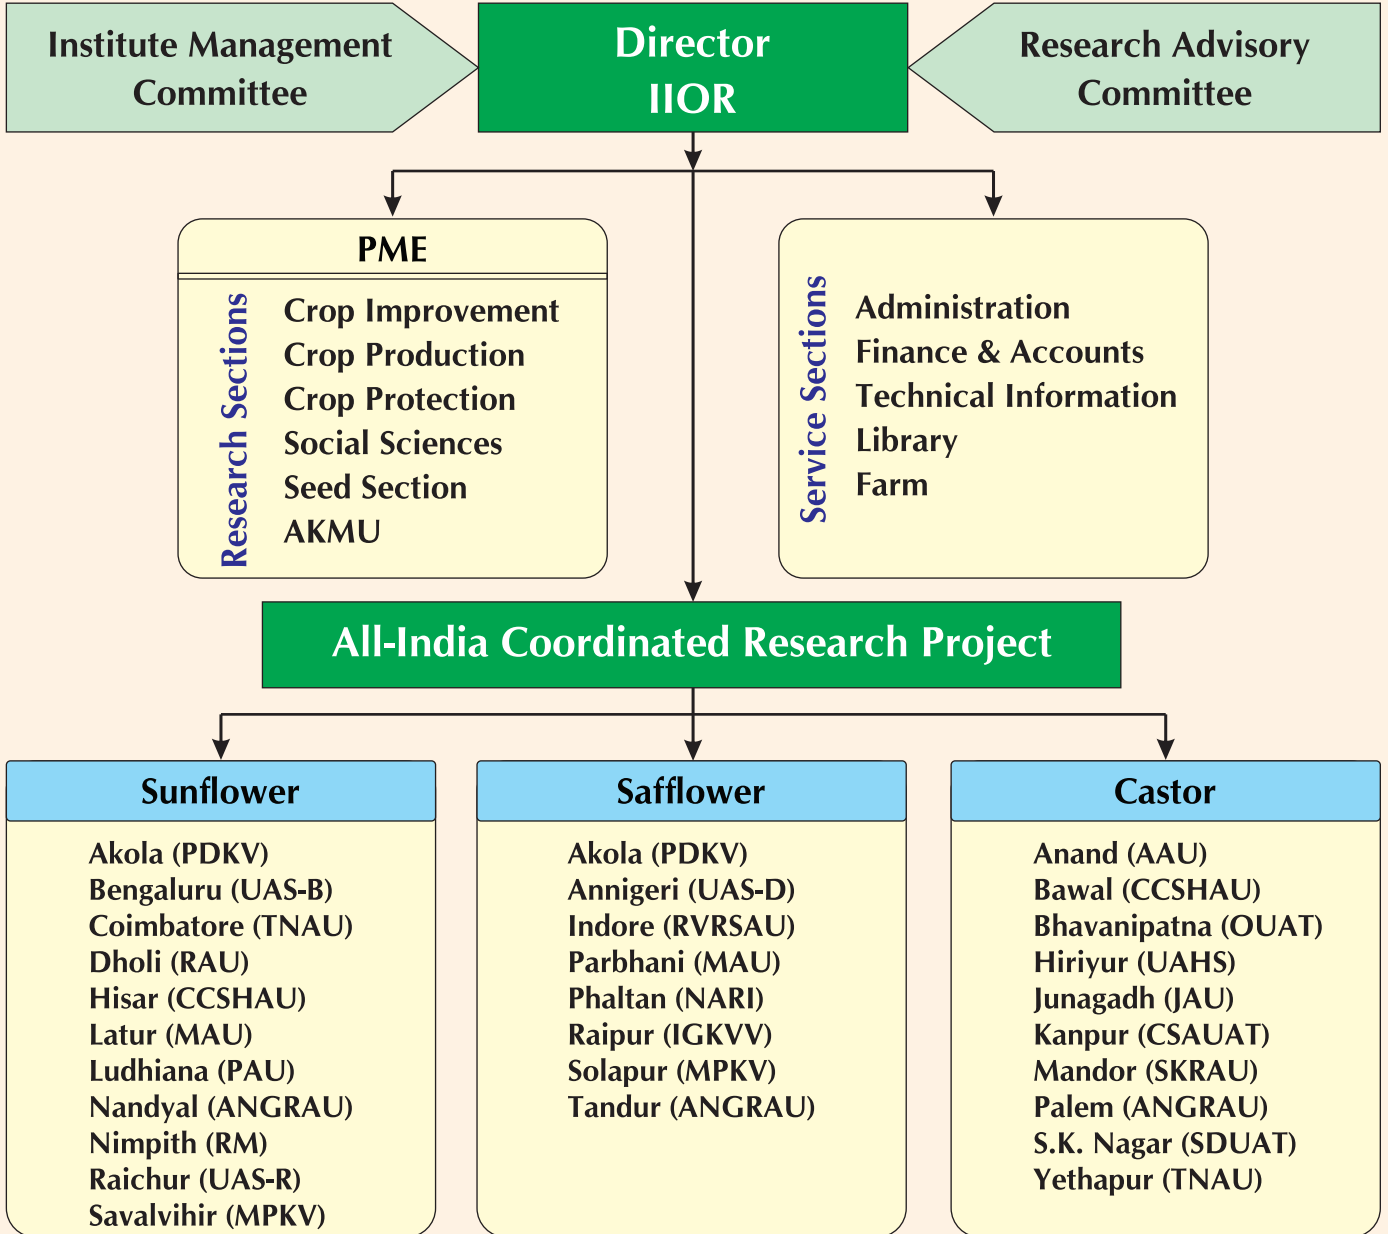 Institute Management
Committee
Director
IIOR
Research Advisory
Committee
PME
Research Sections
Crop Improvement
Crop Production
Crop Protection
Social Sciences
Seed Section
AKMU
Service Sections
Administration
Finance & Accounts
Technical Information
Library
Farm
All-India Coordinated Research Project
Sunflower
Akola (PDKV)
Bengaluru (UAS-B)
Coimbatore (TNAU)
Dholi (RAU)
Hisar (CCSHAU)
Latur (MAU)
Ludhiana (PAU)
Nandyal (ANGRAU)
Nimpith (RM)
Raichur (UAS-R)
Savalvihir (MPKV)
Safflower
Akola (PDKV)
Annigeri (UAS-D)
Indore (RVRSAU)
Parbhani (MAU)
Phaltan (NARI)
Raipur (IGKVV)
Solapur (MPKV)
Tandur (ANGRAU)
Castor
Anand (AAU)
Bawal (CCSHAU)
Bhavanipatna (OUAT)
Hiriyur (UAHS)
Junagadh (JAU)
Kanpur (CSAUAT)
Mandor (SKRAU)
Palem (ANGRAU)
S.K. Nagar (SDUAT)
Yethapur (TNAU)